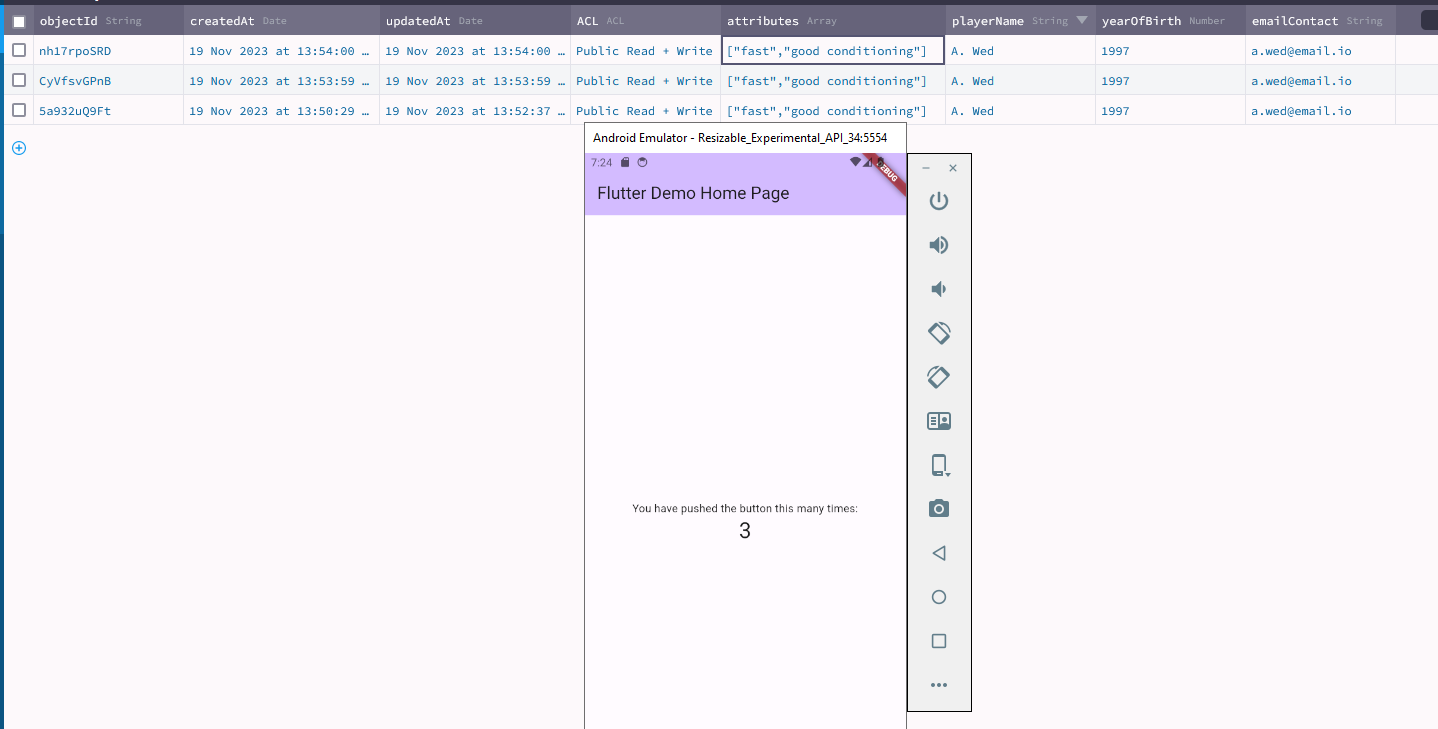 objectId String createdAt Date updatedAt Date ACL ACL attributes Array playerName String yearOfBirth Number emailContact String
nh17rpoSRD 19 Nov 2023 at 13:54:00 … 19 Nov 2023 at 13:54:00 … Public Read + Write ["fast","good conditioning"] A. Wed 1997 a.wed@email.io
CyVfsvGPnB 19 Nov 2023 at 13:53:59 … 19 Nov 2023 at 13:53:59 … Public Read + Write ["fast","good conditioning"] A. Wed 1997 a.wed@email.io
5a932uQ9Ft 19 Nov 2023 at 13:50:29 … 19 Nov 2023 at 13:52:37 … Public Read + Write ["fast","good conditioning"] A. Wed 1997 a.wed@email.io
Android Emulator - Resizable_Experimental_API_34:5554
7:24
Flutter Demo Home Page
You have pushed the button this many times:
3